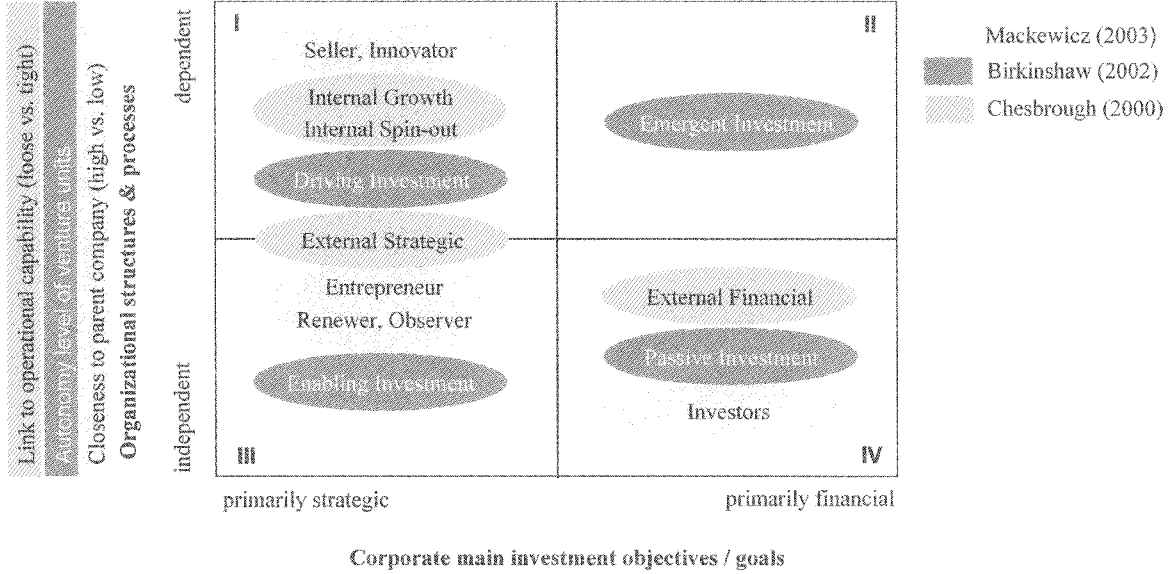 I
II
Seller, Innovator
Internal Growth
Internal Spin-out
Driving Investment
External Strategic
Entrepreneur
Renewer, Observer
Enabling Investment
Emergent Investment
External Financial
Passive Investment
Investors
III
IV
Mackewicz (2003)
Birkinshaw (2002)
Chesbrough (2000)
Link to operational capability (loose vs. tight)
Autonomy level of venture units
Closeness to parent company (high vs. low)
Organizational structures & processes
dependent
independent
primarily strategic
primarily financial
Corporate main investment objectives / goals